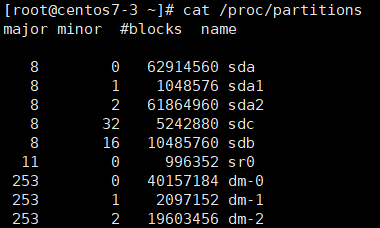 [root@centos7-3 ~]# cat /proc/partitions
major minor  #blocks  name
8        0   62914560 sda
8        1    1048576 sda1
8        2   61864960 sda2
8       32    5242880 sdc
8       16   10485760 sdb
11        0     996352 sr0
253        0   40157184 dm-0
253        1    2097152 dm-1
253        2   19603456 dm-2